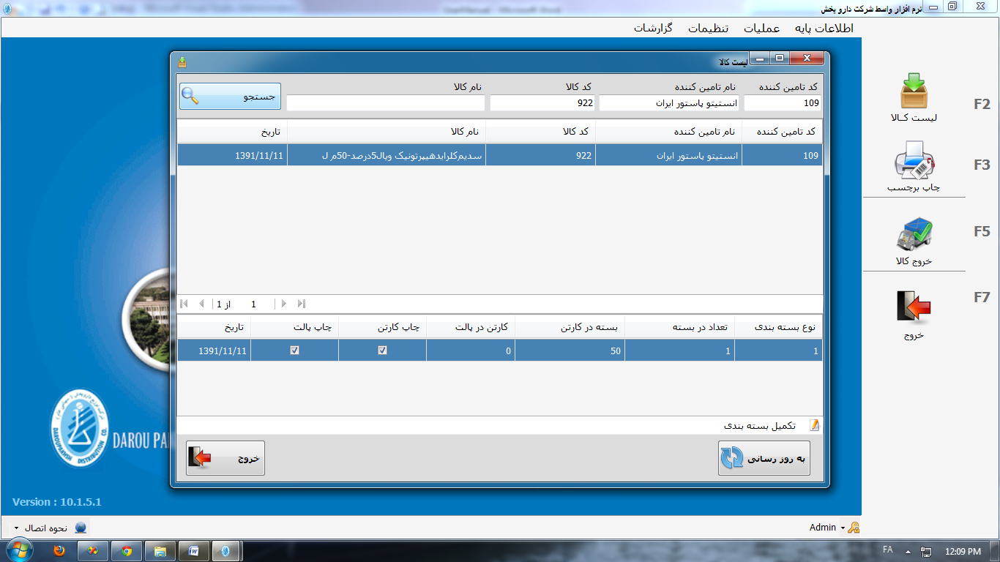 نرم افزار واسط شرکت دارو پخش
اطلاعات پایه عملیات تنظیمات گزارشات
F2
لیست کـالا
F3
چاپ برچسب
F5
خروج کالا
F7
خروج
لیست کالا
کد تامین کننده نام تامین کننده کد کالا نام کالا
109 انستیتو پاستور ایران 922
جستجو
کد تامین کننده نام تامین کننده کد کالا نام کالا تاریخ
109 انستیتو پاستور ایران 922 سدیم‌کلرایدهیپرتونیک ویال5درصد-50م ل 1391/11/11
1 از 1
نوع بسته بندی تعداد در بسته بسته در کارتن کارتن در پالت چاپ کارتن چاپ پالت تاریخ
1 1 50 0 1391/11/11
تکمیل بسته بندی
به روز رسانی
خروج
DAROUPAKHSH DISTRIBUTION CO.
DAROU PA
Version : 10.1.5.1
Admin
نحوه اتصال
FA
12:09 PM